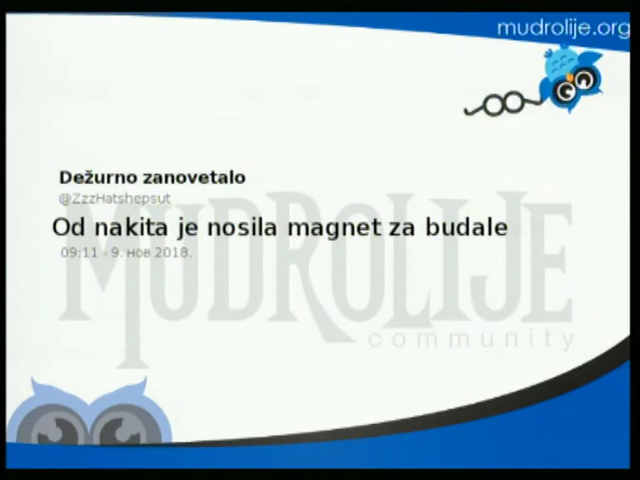 mudrolije.org
Dežurno zanovetalo
@ZzzHatshepsut
Od nakita je nosila magnet za budale
09:11 - 9. нов 2018.
MUDROLIJE
community